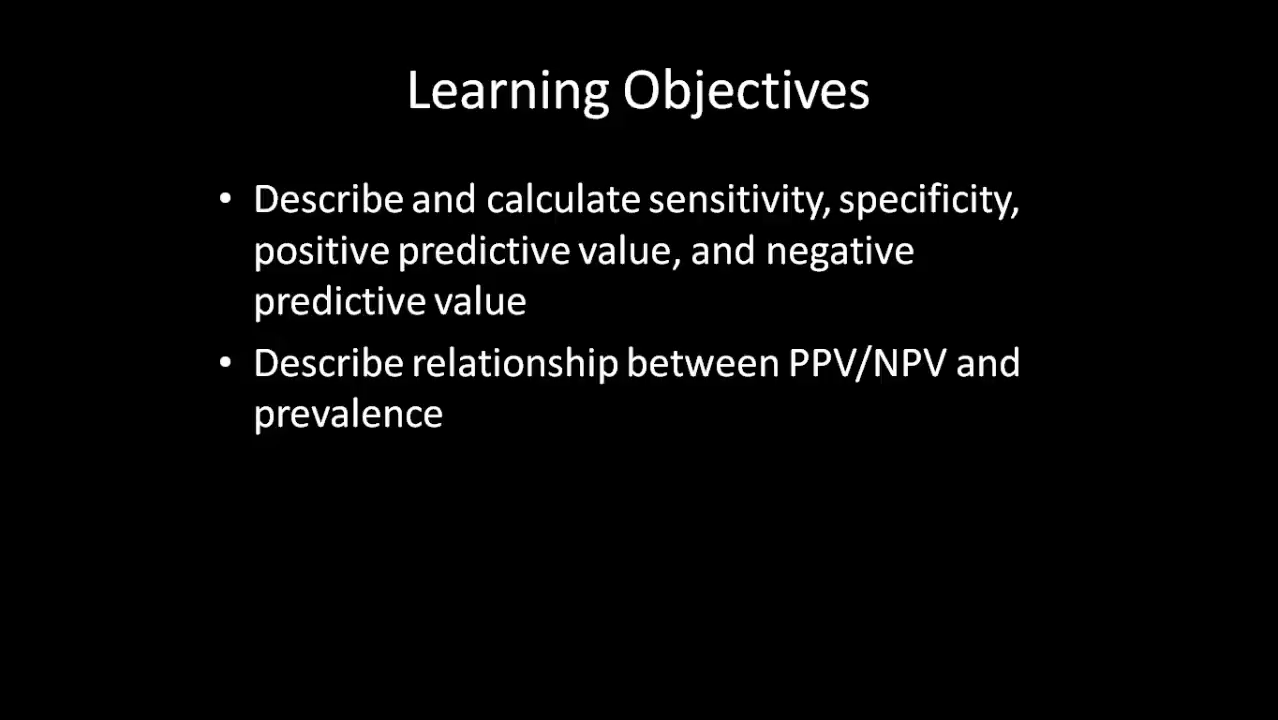 Learning Objectives
• Describe and calculate sensitivity, specificity,
positive predictive value, and negative
predictive value
• Describe relationship between PPV/NPV and
prevalence